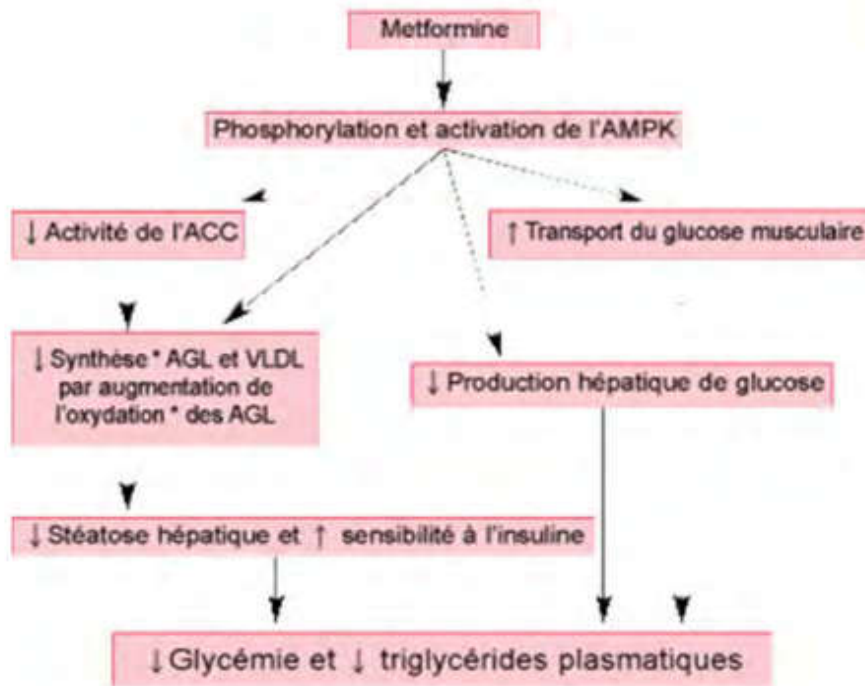 Metformine
Phosphorylation et activation de l'AMPK
↓ Activité de l'ACC
↑ Transport du glucose musculaire
↓ Synthèse * AGL et VLDL
par augmentation de
l'oxydation * des AGL
↓ Production hépatique de glucose
↓ Stéatose hépatique et ↑ sensibilité à l'insuline
↓ Glycémie et ↓ triglycérides plasmatiques